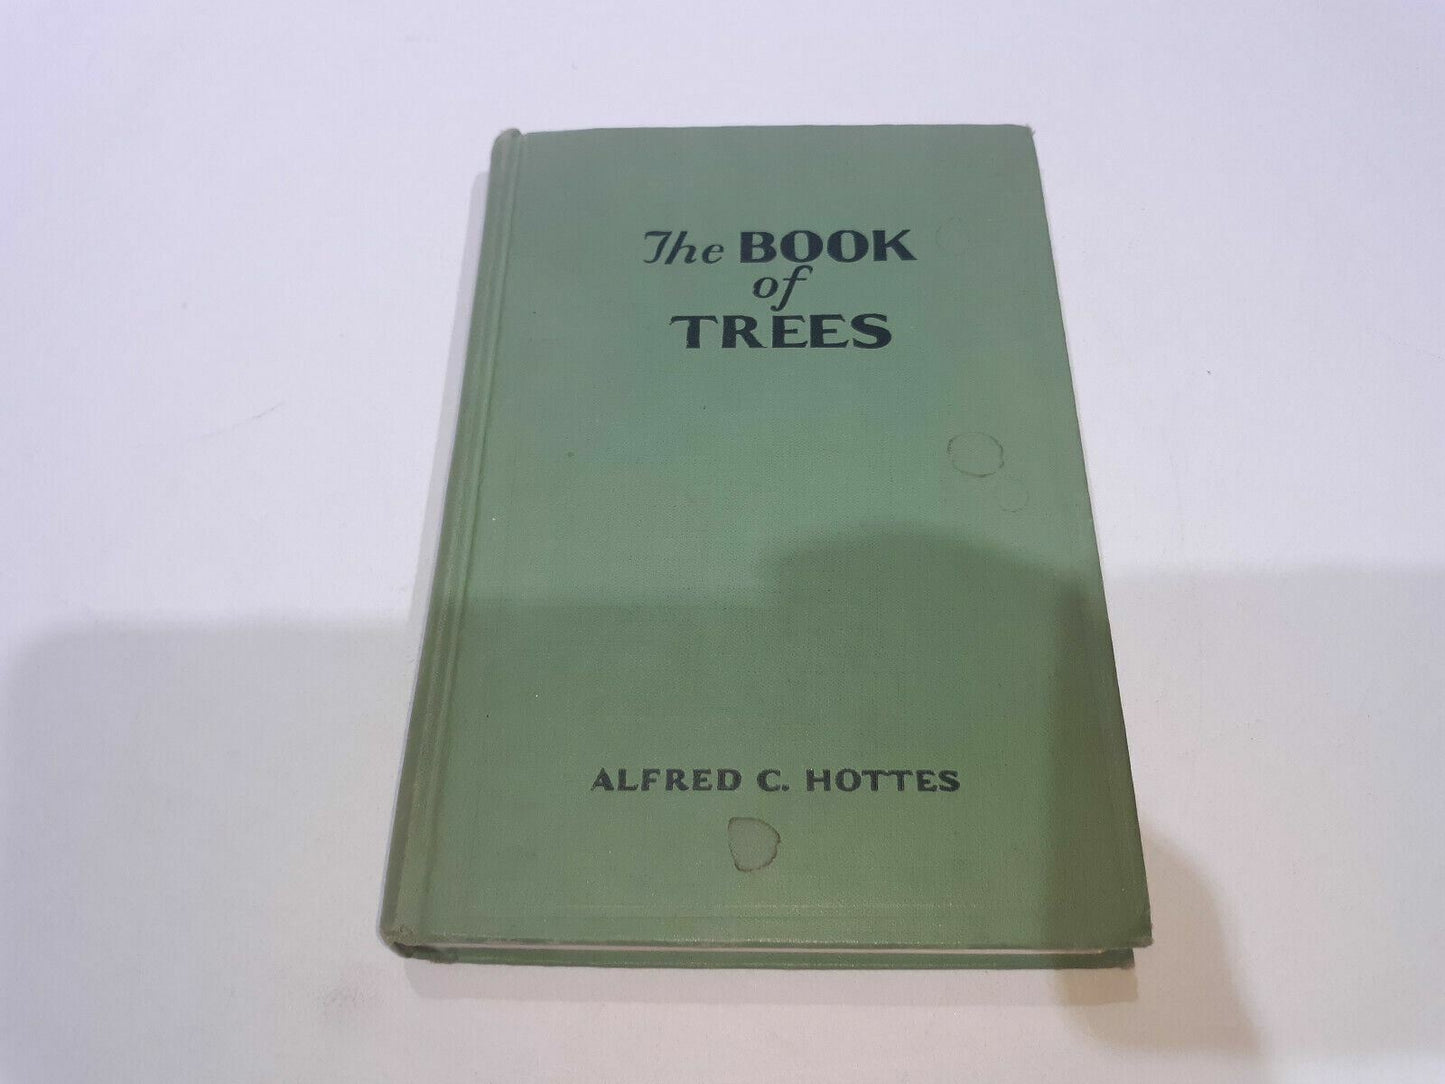 The BOOK
of
TREES
ALFRED C. HOTTES